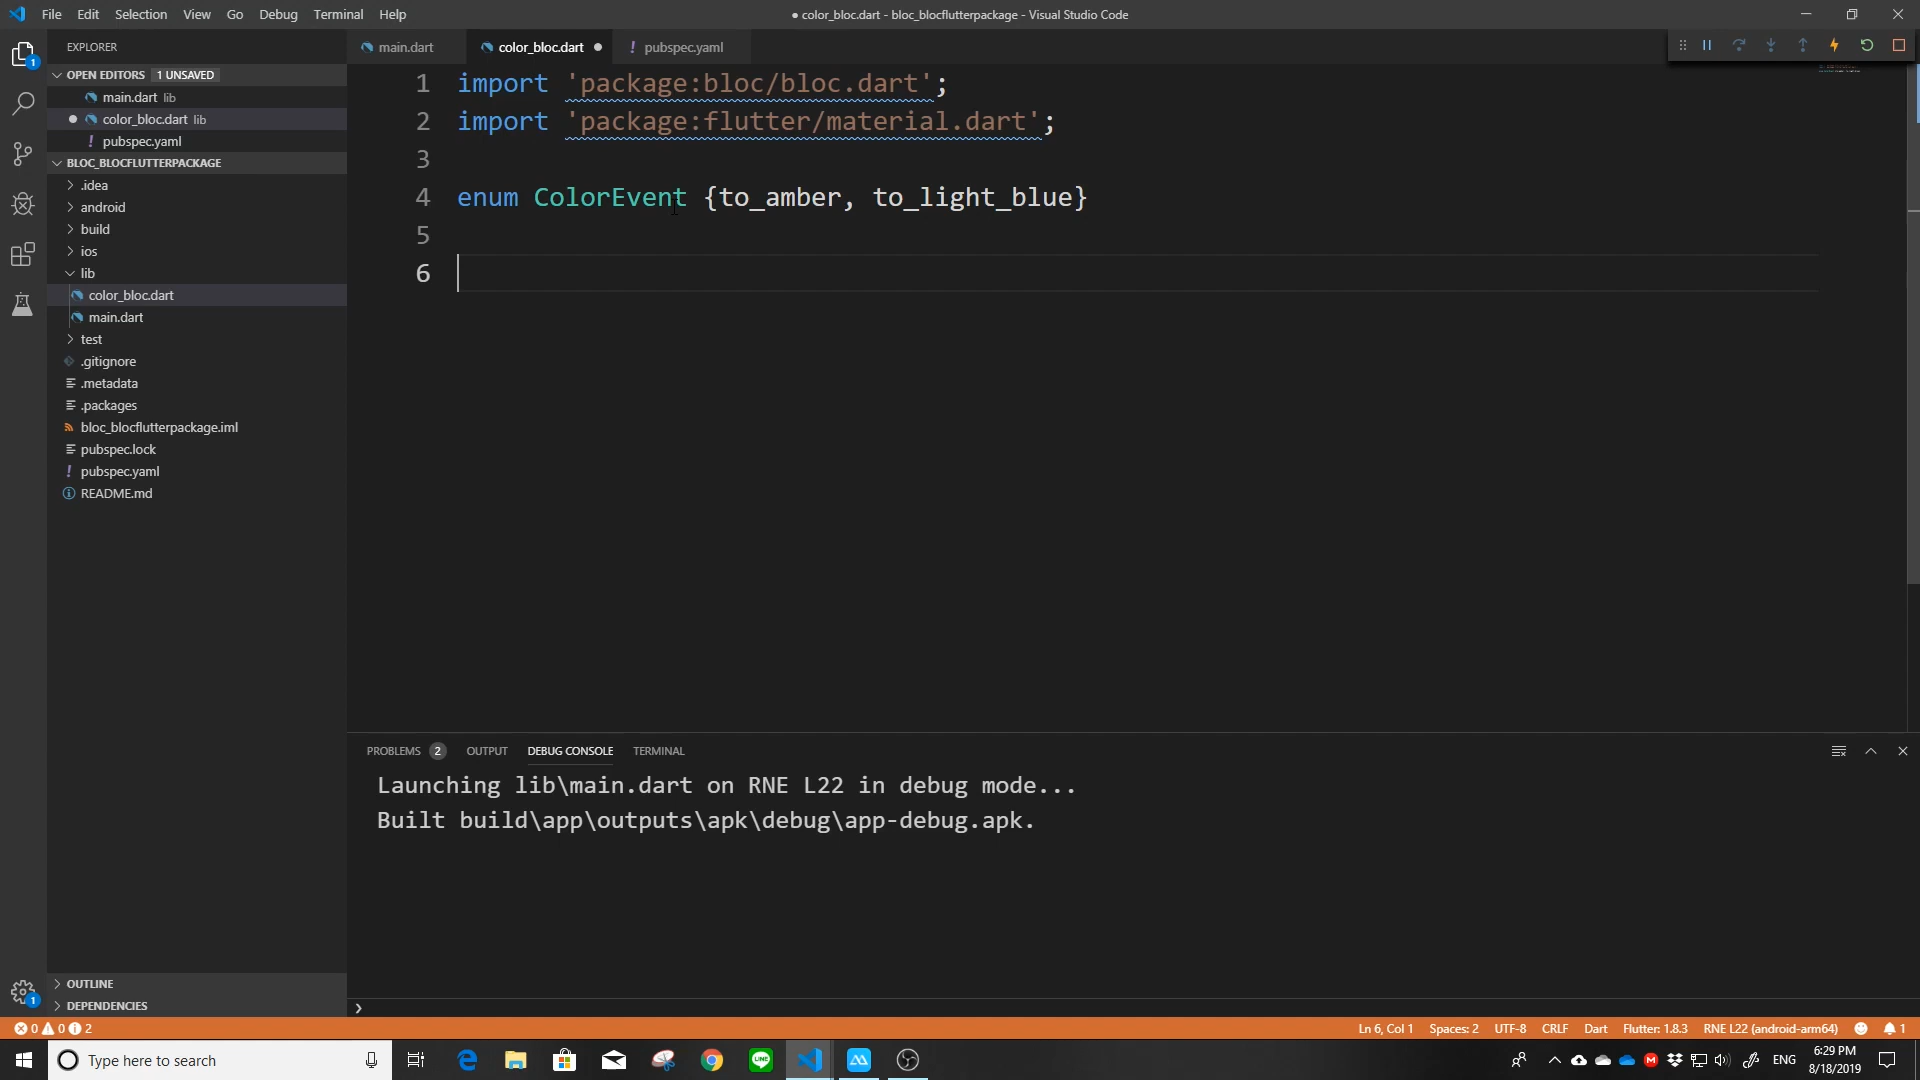 File Edit Selection View Go Debug Terminal Help
● color_bloc.dart - bloc_blocflutterpackage - Visual Studio Code
EXPLORER
main.dart
color_bloc.dart
! pubspec.yaml
1
OPEN EDITORS 1 UNSAVED
main.dart lib
color_bloc.dart lib
! pubspec.yaml
BLOC_BLOCFLUTTERPACKAGE
.idea
android
build
ios
lib
color_bloc.dart
main.dart
test
.gitignore
.metadata
.packages
bloc_blocflutterpackage.iml
pubspec.lock
! pubspec.yaml
README.md
OUTLINE
DEPENDENCIES
1
1 import 'package:bloc/bloc.dart';
2 import 'package:flutter/material.dart';
3
4 enum ColorEvent {to_amber, to_light_blue}
5
6
PROBLEMS 2 OUTPUT DEBUG CONSOLE TERMINAL
Launching lib\main.dart on RNE L22 in debug mode...
Built build\app\outputs\apk\debug\app-debug.apk.
0 0 2
Ln 6, Col 1 Spaces: 2 UTF-8 CRLF Dart Flutter: 1.8.3 RNE L22 (android-arm64) 1
Type here to search
LINE
ENG
6:29 PM
8/18/2019